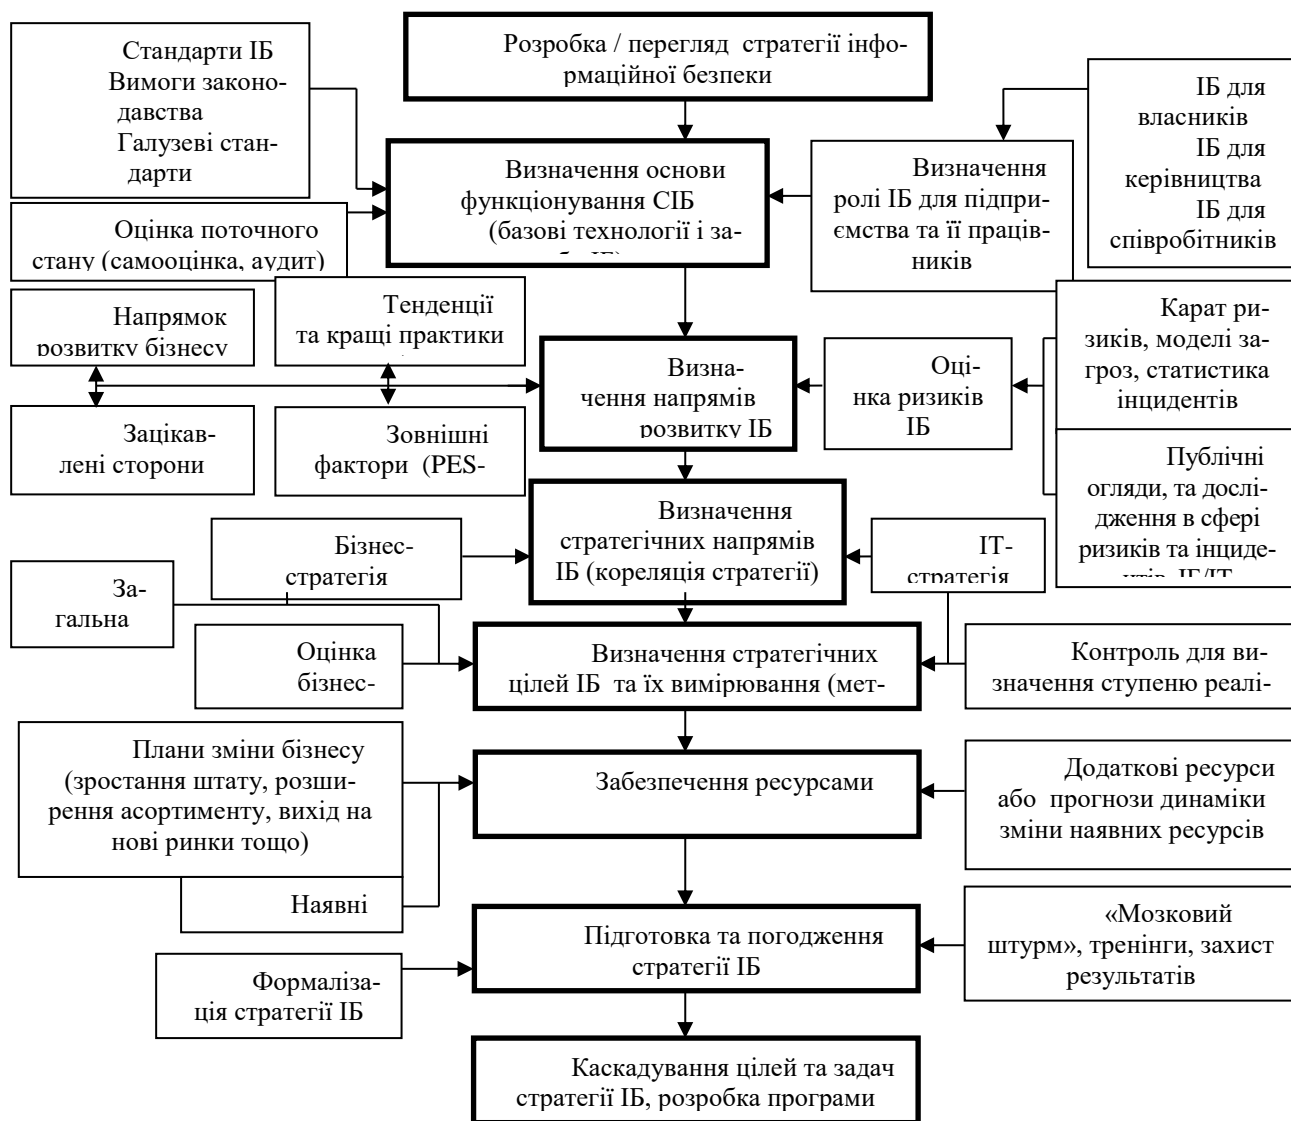 Розробка / перегляд стратегії інфо-
рмаційної безпеки
Стандарти ІБ
Вимоги законо-
давства
Галузеві стан-
дарти
ІБ для
власників
ІБ для
керівництва
ІБ для
співробітників
Визначення основи
функціонування СІБ
(базові технології і за-
Визначення
ролі ІБ для підпри-
ємства та її праців-
ників
Оцінка поточного
стану (самооцінка, аудит)
Напрямок
розвитку бізнесу
Тенденції
та кращі практики
Карат ри-
зиків, моделі за-
гроз, статистика
інцидентів
Визна-
чення напрямів
розвитку ІБ
Оці-
нка ризиків
ІБ
Зацікав-
лені сторони
Зовнішні
фактори (PES-
Публічні
огляди, та дослі-
дження в сфері
ризиків та інциде-
нтів ІБ/ІТ
Визначення
стратегічних напрямів
ІБ (кореляція стратегії)
Бізнес-
стратегія
ІТ-
стратегія
За-
гальна
Оцінка
бізнес-
Визначення стратегічних
цілей ІБ та їх вимірювання (мет-
Контроль для ви-
значення ступеню реалі-
Плани зміни бізнесу
(зростання штату, розши-
рення асортименту, вихід на
нові ринки тощо)
Забезпечення ресурсами
Додаткові ресурси
або прогнози динаміки
зміни наявних ресурсів
Наявні
Підготовка та погодження
стратегії ІБ
«Мозковий
штурм», тренінги, захист
результатів
Формаліза-
ція стратегії ІБ
Каскадування цілей та задач
стратегії ІБ, розробка програми